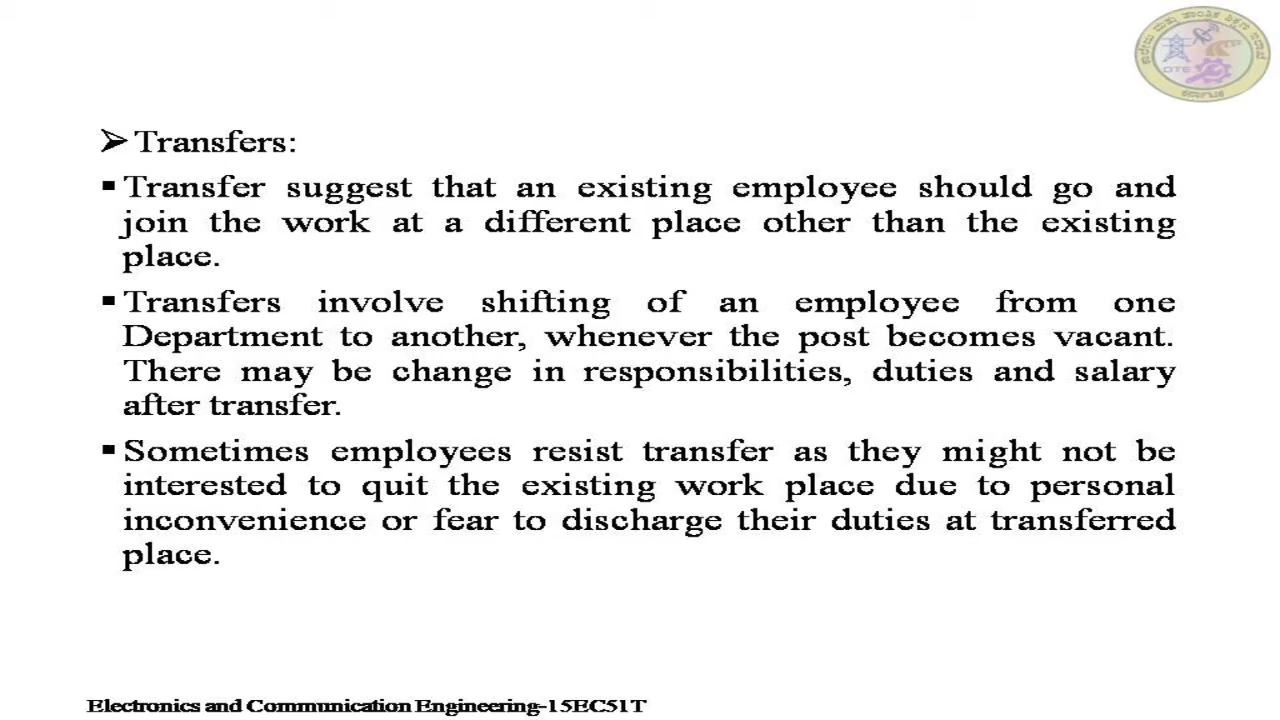 ➢ Transfers:
▪ Transfer suggest that an existing employee should go and
join the work at a different place other than the existing
place.
▪ Transfers involve shifting of an employee from one
Department to another, whenever the post becomes vacant.
There may be change in responsibilities, duties and salary
after transfer.
▪ Sometimes employees resist transfer as they might not be
interested to quit the existing work place due to personal
inconvenience or fear to discharge their duties at transferred
place.
DTE
Electronics and Communication Engineering-15EC51T